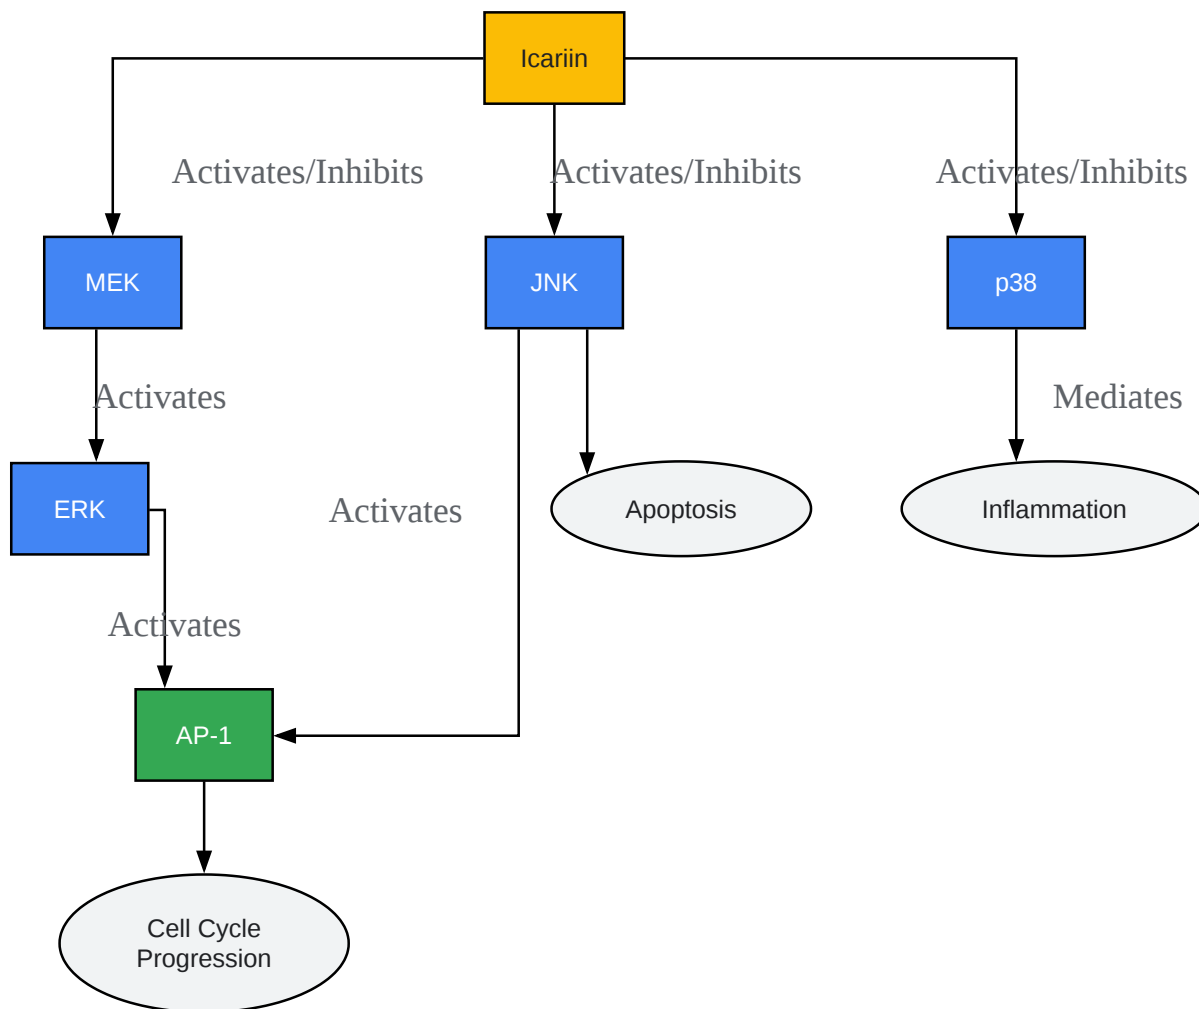 Icariin
Activates/Inhibits
Activates/Inhibits
Activates/Inhibits
MEK
JNK
p38
Activates
Mediates
ERK
Activates
Apoptosis
Inflammation
Activates
AP-1
Cell Cycle
Progression